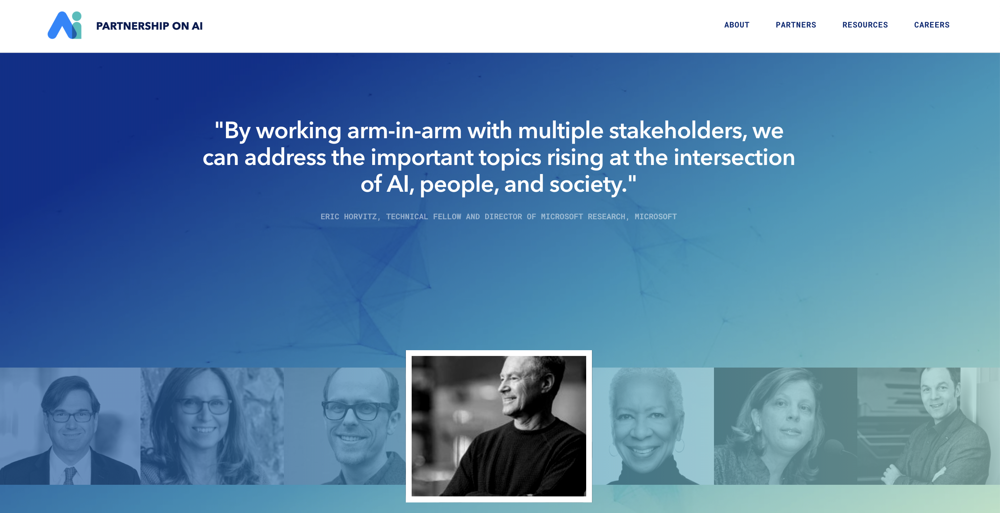 PARTNERSHIP ON AI
ABOUT
PARTNERS
RESOURCES
CAREERS
"By working arm-in-arm with multiple stakeholders, we
can address the important topics rising at the intersection
of AI, people, and society."
ERIC HORVITZ, TECHNICAL FELLOW AND DIRECTOR OF MICROSOFT RESEARCH, MICROSOFT